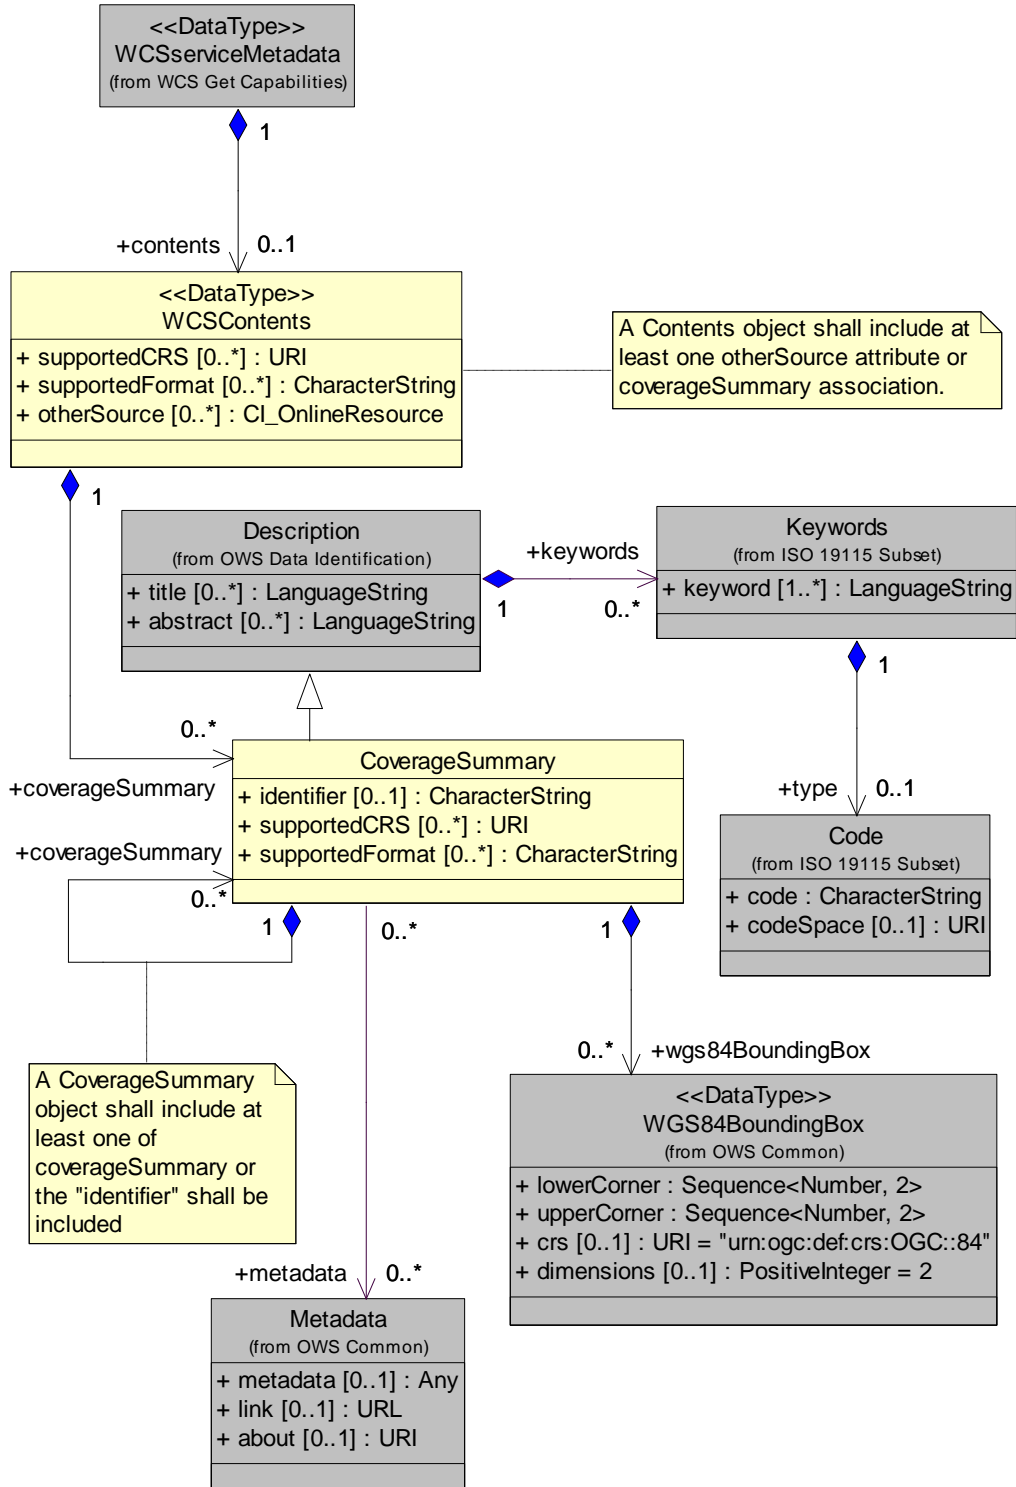 <<DataType>>
WCSserviceMetadata
(from WCS Get Capabilities)
1
+contents
0..1
<<DataType>>
WCSContents
+ supportedCRS [0..*] : URI
+ supportedFormat [0..*] : CharacterString
+ otherSource [0..*] : CI_OnlineResource
A Contents object shall include at
least one otherSource attribute or
coverageSummary association.
1
Description
(from OWS Data Identification)
+ title [0..*] : LanguageString
+ abstract [0..*] : LanguageString
+keywords
1
0..*
Keywords
(from ISO 19115 Subset)
+ keyword [1..*] : LanguageString
1
+type
0..1
Code
(from ISO 19115 Subset)
+ code : CharacterString
+ codeSpace [0..1] : URI
0..*
+coverageSummary
CoverageSummary
+ identifier [0..1] : CharacterString
+ supportedCRS [0..*] : URI
+ supportedFormat [0..*] : CharacterString
+coverageSummary
0..*
1
0..*
1
A CoverageSummary
object shall include at
least one of
coverageSummary or
the "identifier" shall be
included
0..*
+wgs84BoundingBox
<<DataType>>
WGS84BoundingBox
(from OWS Common)
+ lowerCorner : Sequence<Number, 2>
+ upperCorner : Sequence<Number, 2>
+ crs [0..1] : URI = "urn:ogc:def:crs:OGC::84"
+ dimensions [0..1] : PositiveInteger = 2
+metadata
0..*
Metadata
(from OWS Common)
+ metadata [0..1] : Any
+ link [0..1] : URL
+ about [0..1] : URI